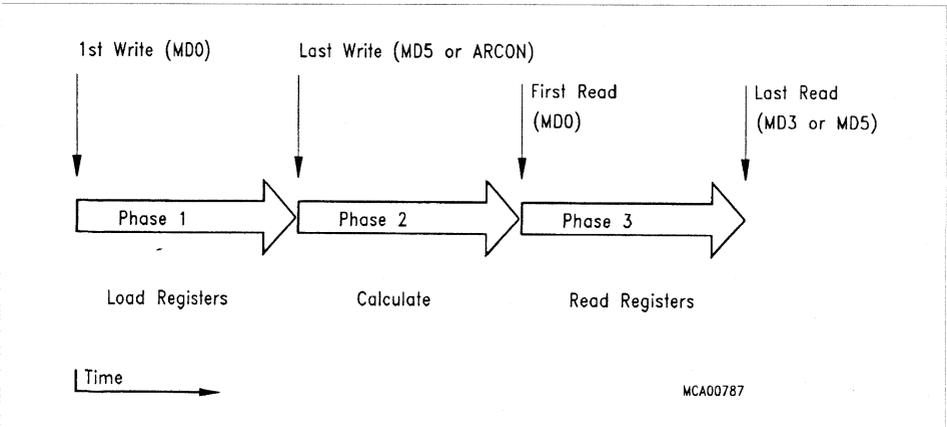 1st Write (MD0)
Last Write (MD5 or ARCON)
First Read
(MD0)
Last Read
(MD3 or MD5)
Phase 1
Phase 2
Phase 3
Load Registers
Calculate
Read Registers
Time
MCA00787